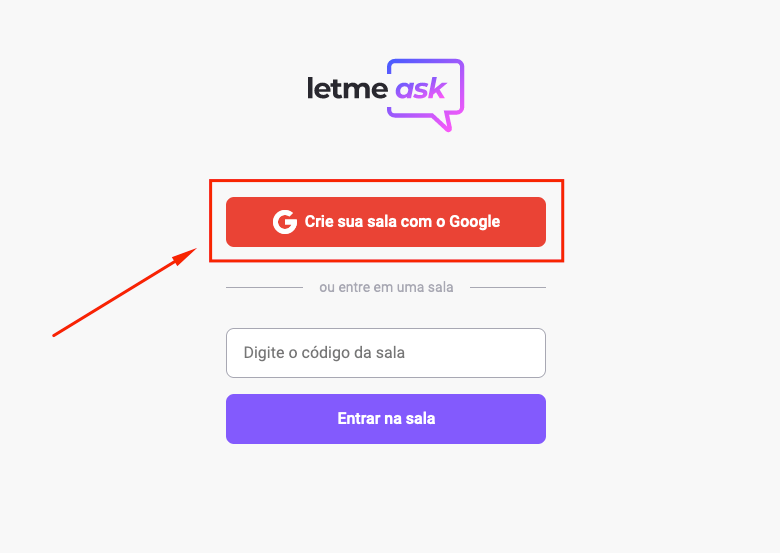 letme ask
Crie sua sala com o Google
ou entre em uma sala
Digite o código da sala
Entrar na sala